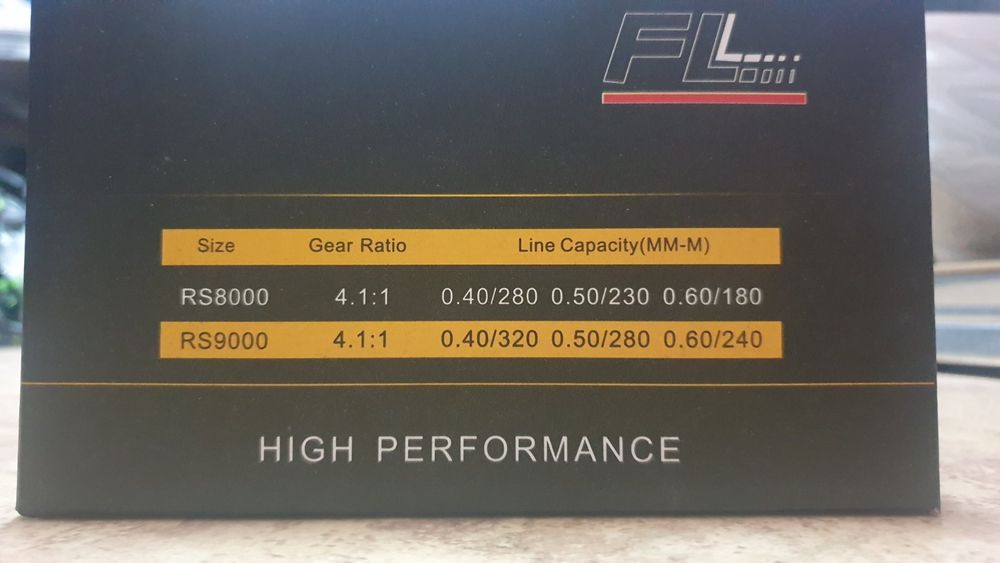 FL
Size Gear Ratio Line Capacity(MM-M)
RS8000 4.1:1 0.40/280 0.50/230 0.60/180
RS9000 4.1:1 0.40/320 0.50/280 0.60/240
HIGH PERFORMANCE